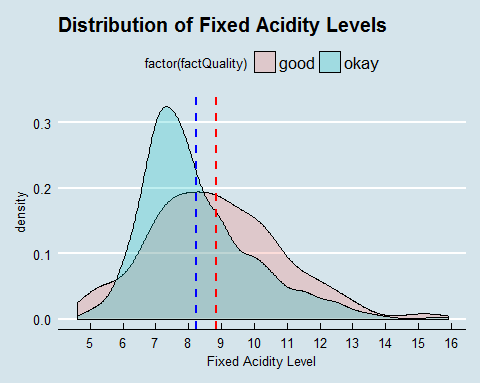 Distribution of Fixed Acidity Levels
factor(factQuality) good okay
density
0.3
0.2
0.1
0.0
5 6 7 8 9 10 11 12 13 14 15 16
Fixed Acidity Level